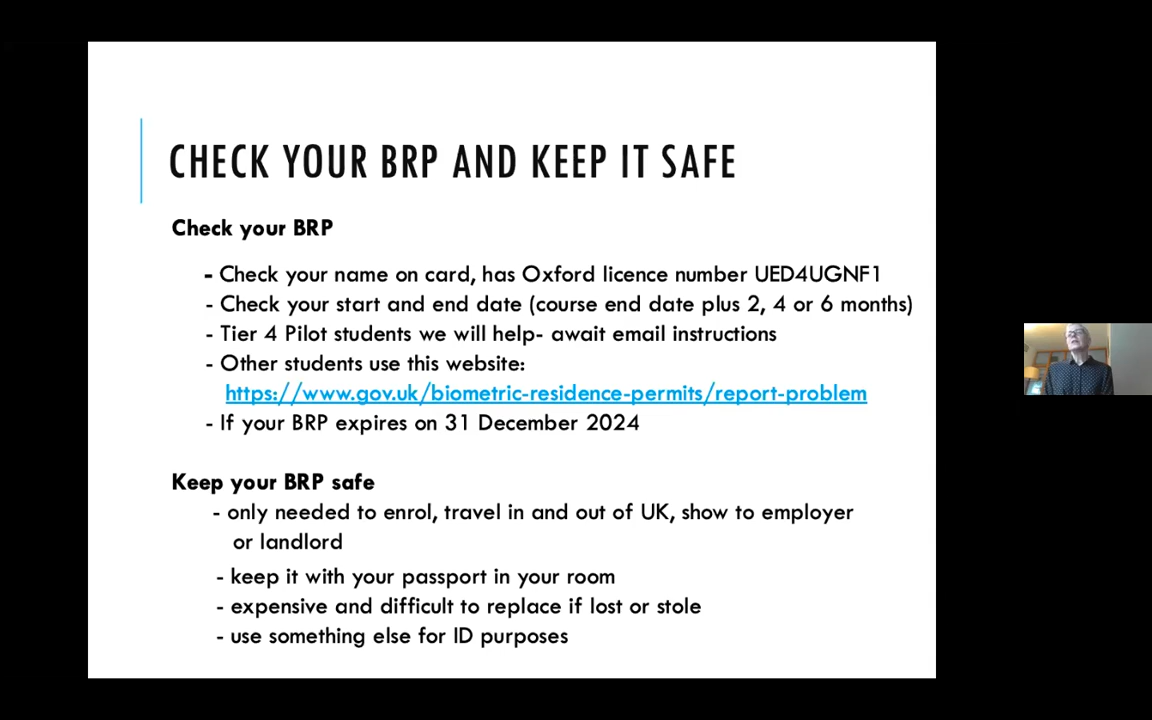 CHECK YOUR BRP AND KEEP IT SAFE
Check your BRP
- Check your name on card, has Oxford licence number UED4UGNF1
- Check your start and end date (course end date plus 2, 4 or 6 months)
- Tier 4 Pilot students we will help- await email instructions
- Other students use this website:
https://www.gov.uk/biometric-residence-permits/report-problem
- If your BRP expires on 31 December 2024
Keep your BRP safe
- only needed to enrol, travel in and out of UK, show to employer
or landlord
- keep it with your passport in your room
- expensive and difficult to replace if lost or stole
- use something else for ID purposes